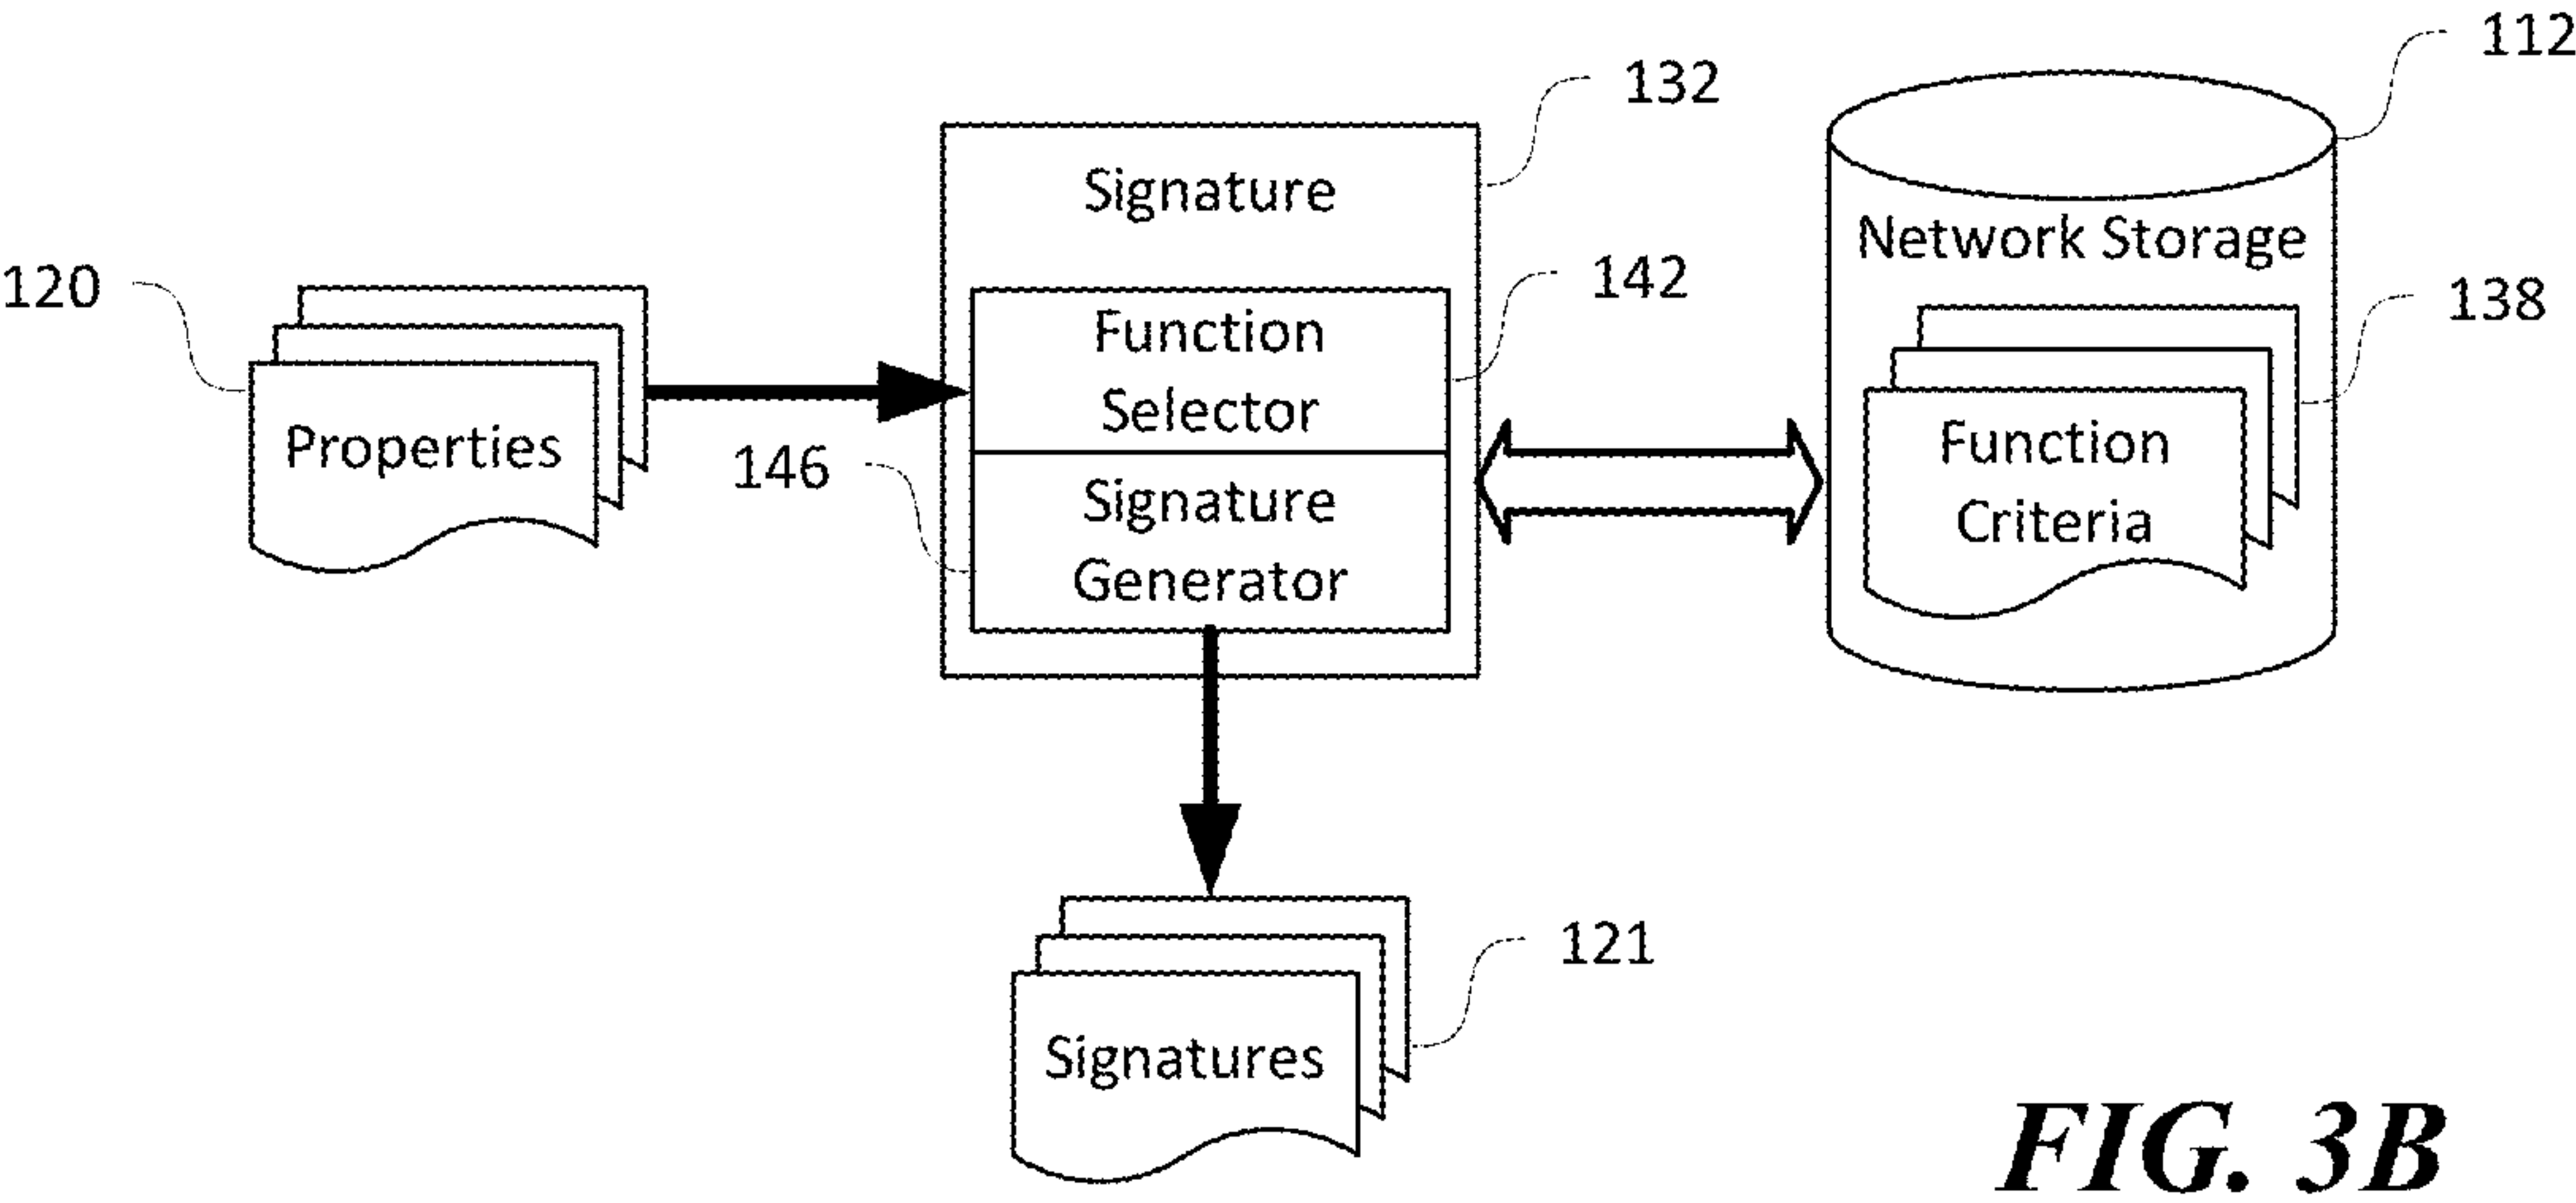 112
132
Signature
Network Storage
120
142
138
Function
Selector
Properties
146
Function
Criteria
Signature
Generator
121
Signatures
FIG. 3B